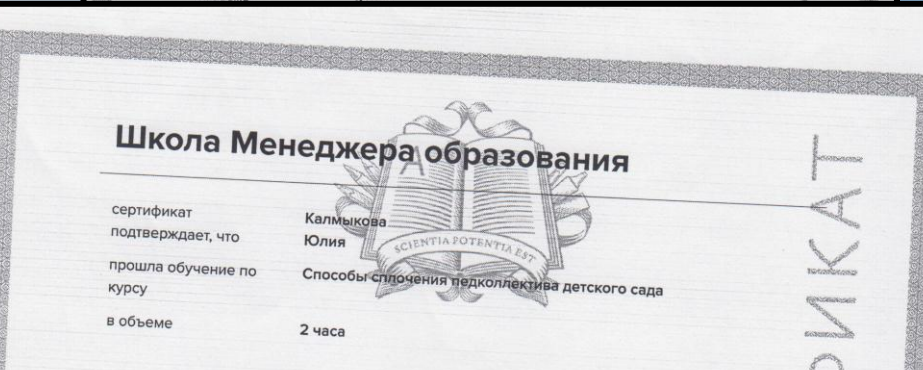 Школа Менеджера образования
сертификат
подтверждает, что
Калмыкова
Юлия
прошла обучение по
курсу
Способы сплочения педколлектива детского сада
в объеме
2 часа
SCIENTIA POTENTIA EST
A
РИКАТ